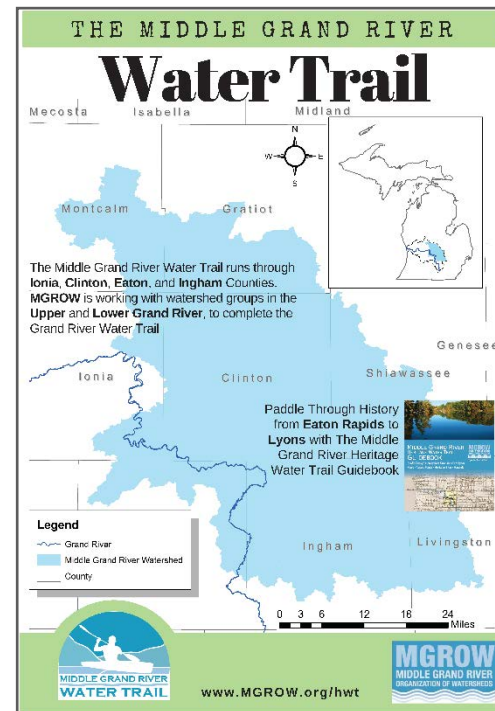 THE MIDDLE GRAND RIVER
Water Trail
Mecosta Isabella Midland
N
W E
S
Montcalm Gratiot
The Middle Grand River Water Trail runs through
Ionia, Clinton, Eaton, and Ingham Counties.
MGROW is working with watershed groups in the
Upper and Lower Grand River, to complete the
Grand River Water Trail
Genesee
Ionia Clinton Shiawassee
Paddle Through History
from Eaton Rapids to
Lyons with The Middle
Grand River Heritage
Water Trail Guidebook
MIDDLE GRAND RIVER
GUIDEBOOK
MGROW
Legend
Grand River
Middle Grand River Watershed
County
Ingham Livingston
0 3 6 12 18 24
Miles
MIDDLE GRAND RIVER
WATER TRAIL
www.MGROW.org/hwt
MGROW
MIDDLE GRAND RIVER
ORGANIZATION OF WATERSHEDS